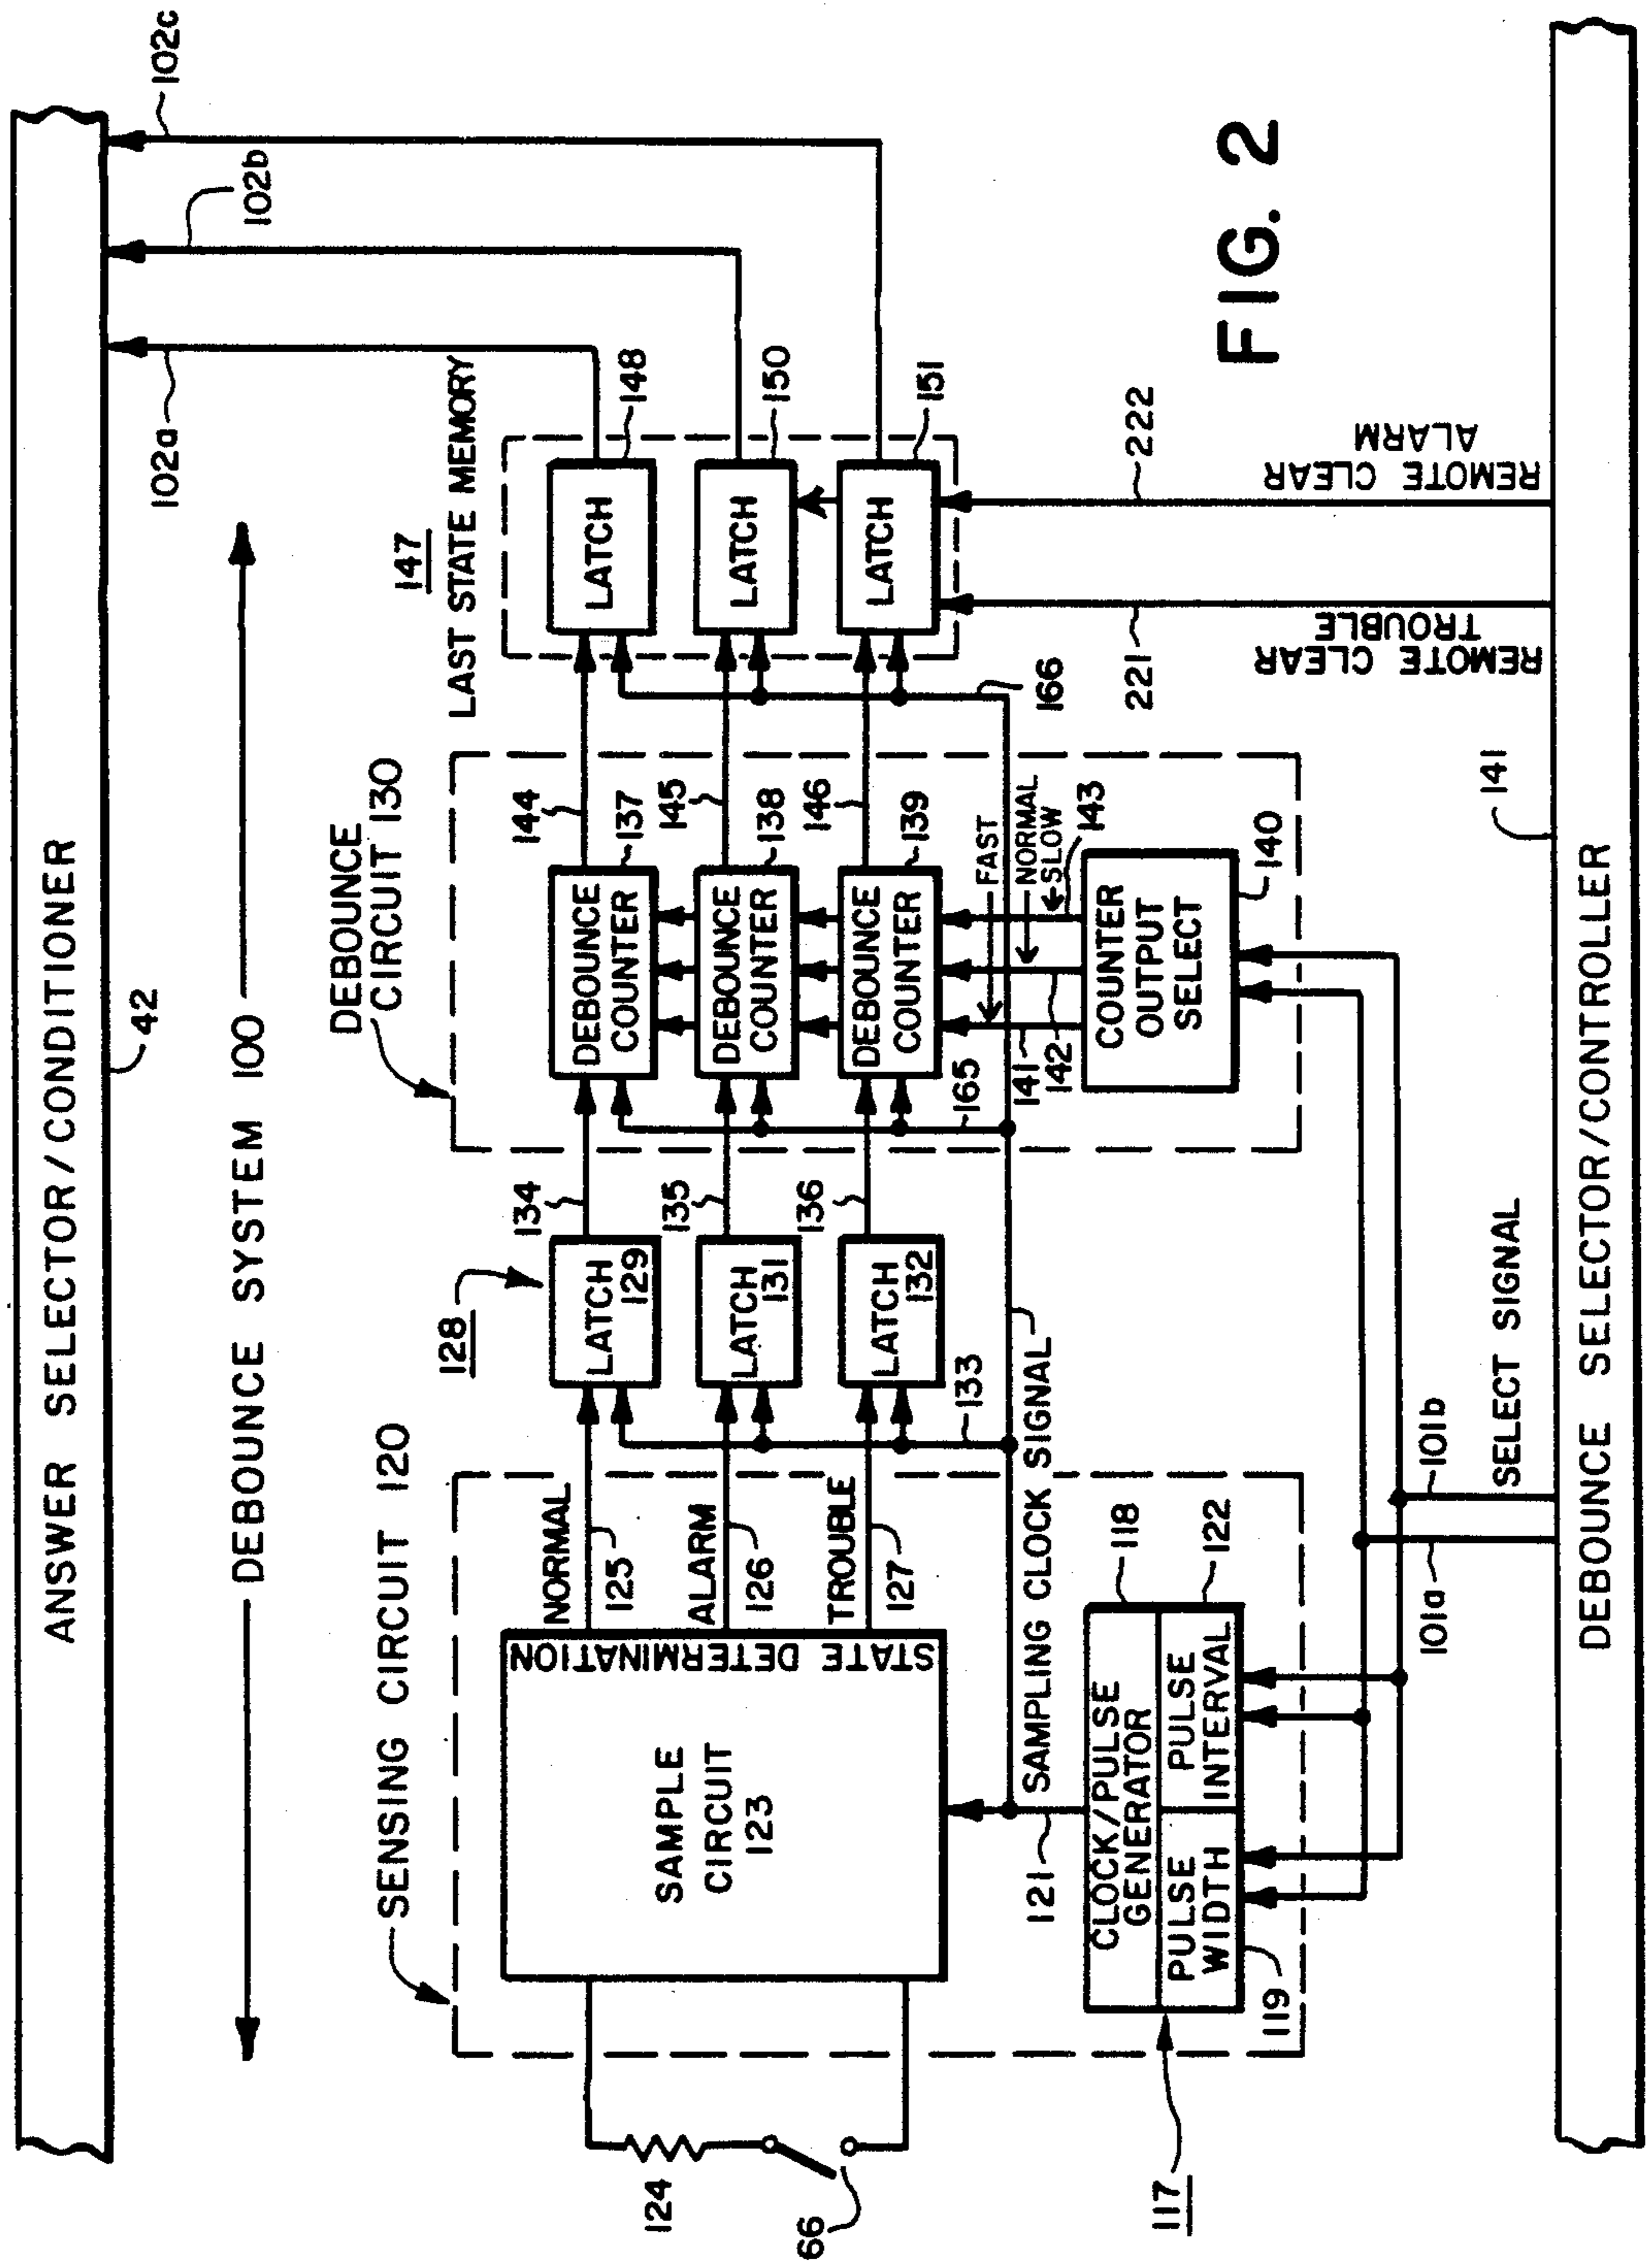 ANSWER SELECTOR/CONDITIONER
42
102a
102b
102c
DEBOUNCE SYSTEM 100
SENSING CIRCUIT 120
SAMPLE
CIRCUIT
123
STATE DETERMINATION
124
66
NORMAL
125
ALARM
126
TROUBLE
127
128
LATCH
129
LATCH
131
LATCH
132
133
134
135
136
DEBOUNCE
CIRCUIT 130
DEBOUNCE
COUNTER
DEBOUNCE
COUNTER
DEBOUNCE
COUNTER
144
137
145
138
146
139
165
141
142
FAST
NORMAL
SLOW
143
COUNTER
OUTPUT
SELECT
140
147
LAST STATE MEMORY
LATCH
148
LATCH
150
LATCH
151
166
121
SAMPLING CLOCK SIGNAL
117
CLOCK/PULSE
GENERATOR
118
PULSE
WIDTH
119
PULSE
INTERVAL
122
101a
101b
SELECT SIGNAL
221
REMOTE CLEAR
TROUBLE
222
REMOTE CLEAR
ALARM
141
DEBOUNCE SELECTOR/CONTROLLER
FIG. 2